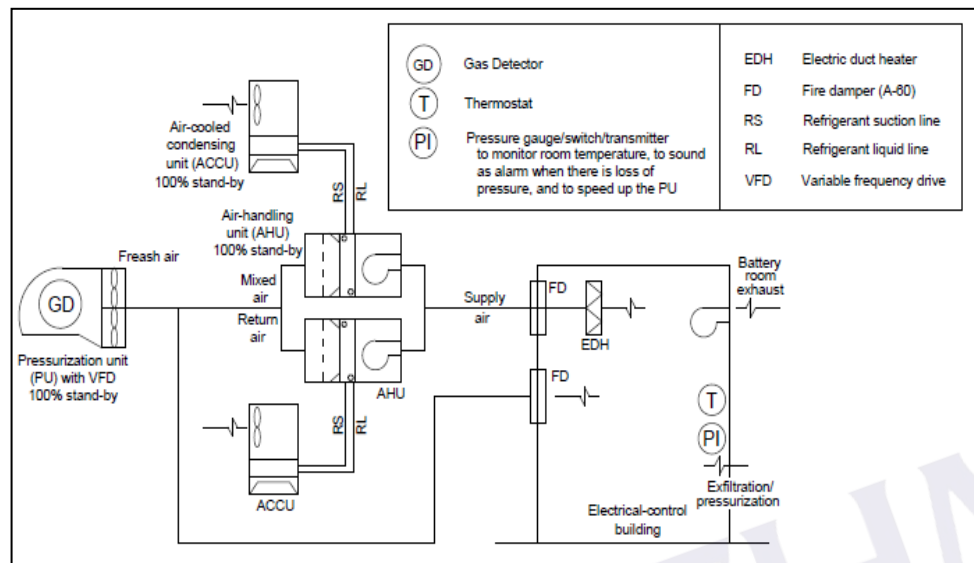 GD Gas Detector
T Thermostat
PI Pressure gauge/switch/transmitter
to monitor room temperature, to sound
as alarm when there is loss of
pressure, and to speed up the PU
EDH Electric duct heater
FD Fire damper (A-60)
RS Refrigerant suction line
RL Refrigerant liquid line
VFD Variable frequency drive
Air-cooled
condensing
unit (ACCU)
100% stand-by
RS
RL
Air-handling
unit (AHU)
100% stand-by
Freash air
GD
Pressurization unit
(PU) with VFD
100% stand-by
Mixed
air
Return
air
Supply
air
AHU
RS
RL
ACCU
FD
EDH
FD
Battery
room
exhaust
T
PI
Exfiltration/
pressurization
Electrical-control
building